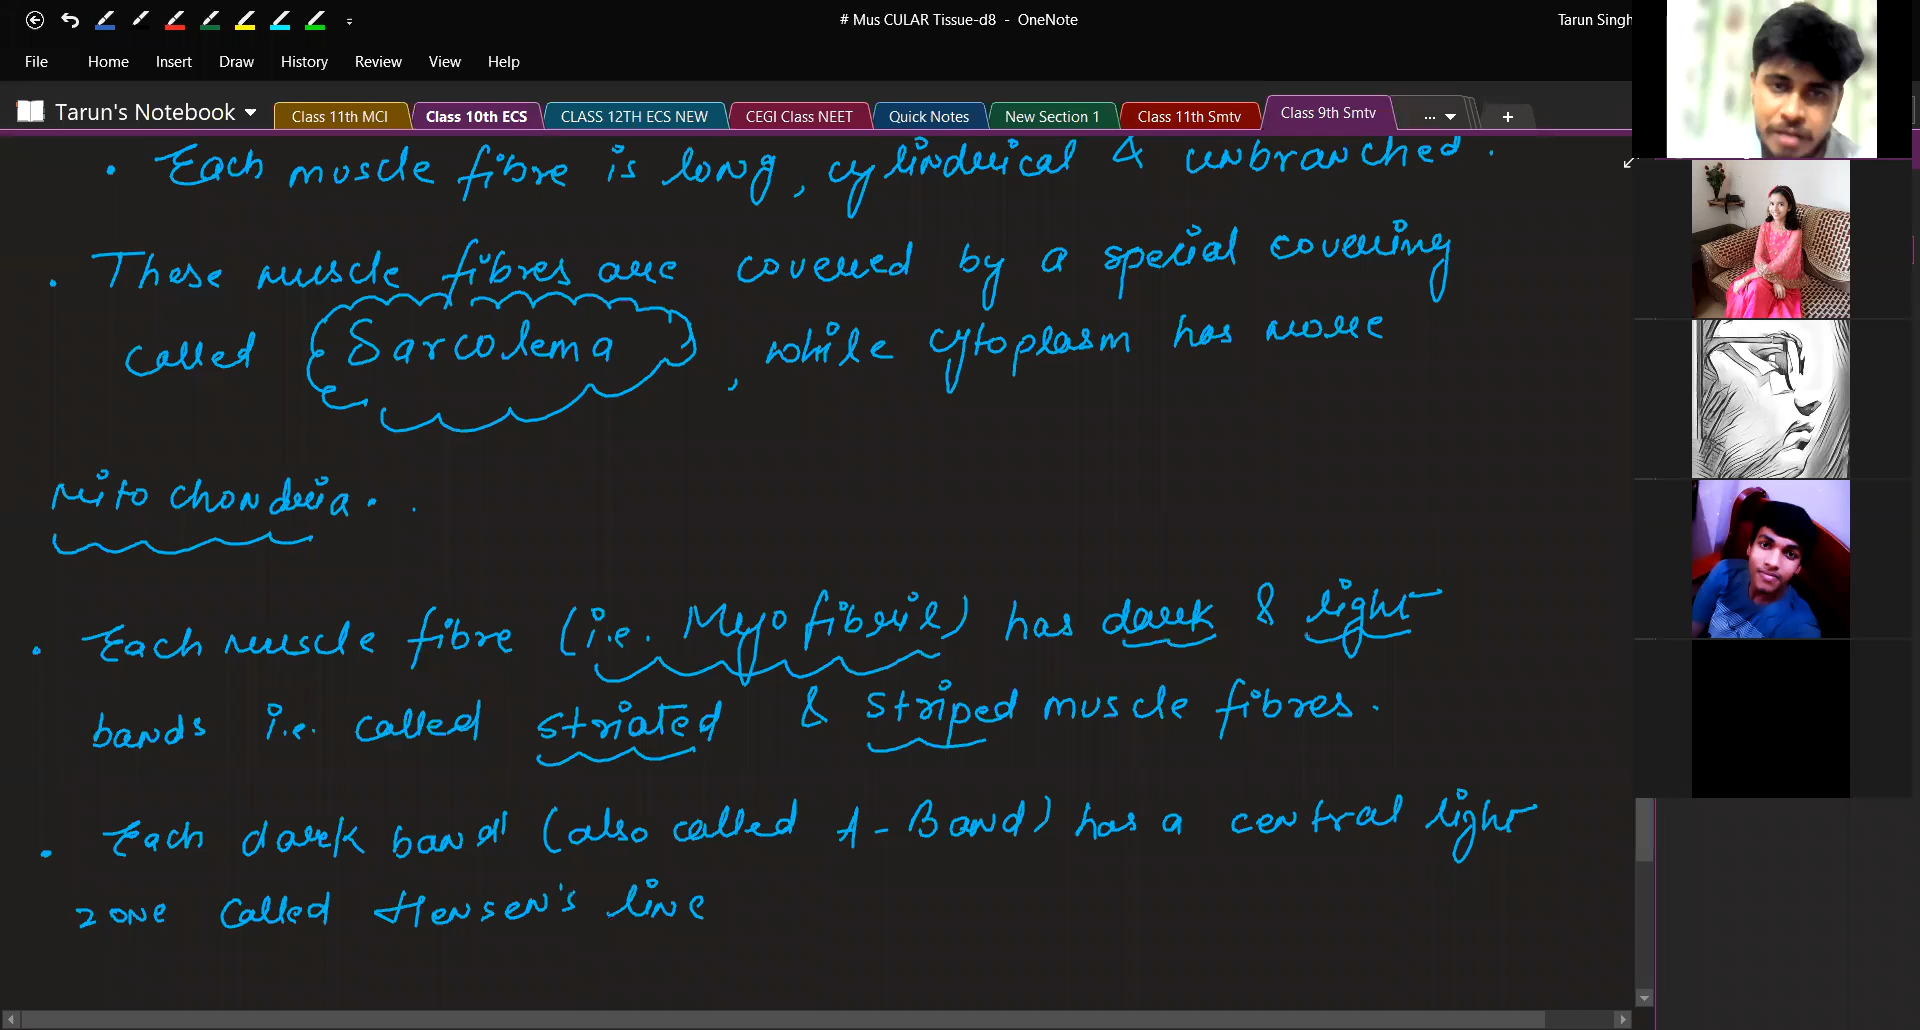 # Mus CULAR Tissue-d8 - OneNote
Tarun Singh
File Home Insert Draw History Review View Help
Tarun's Notebook
Class 11th MCI Class 10th ECS CLASS 12TH ECS NEW CEGI Class NEET Quick Notes New Section 1 Class 11th Smtv Class 9th Smtv ... +
• Each muscle fibre is long, cylindrical & unbranched.
• These muscle fibres are covered by a special covering
called Sarcolema, while cytoplasm has more
Mito chondria.
• Each muscle fibre (i.e. Myo fibril) has dark & light
bands i.e. called striated & striped muscle fibres.
• Each dark band (also called A-Band) has a central light
zone called Hensen's line